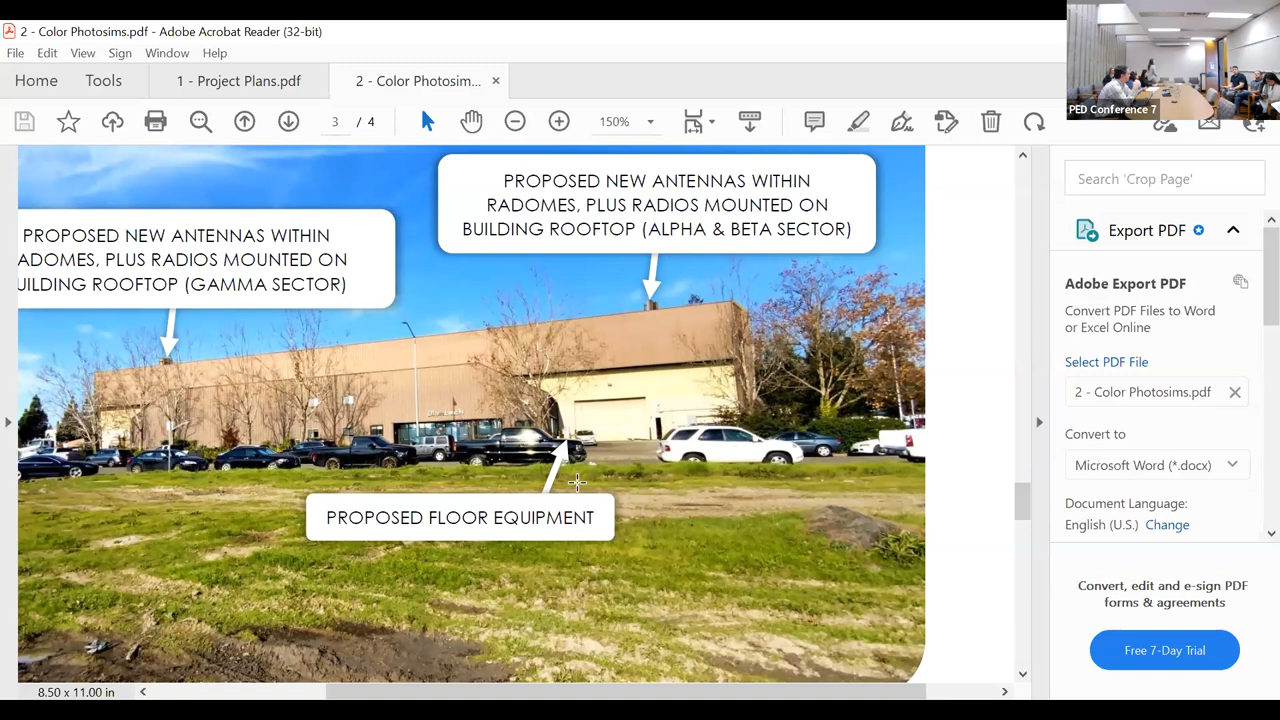 2 - Color Photosims.pdf - Adobe Acrobat Reader (32-bit)
File Edit View Sign Window Help
Home Tools 1 - Project Plans.pdf 2 - Color Photosim... ×
3 / 4 150%
PED Conference 7
PROPOSED NEW ANTENNAS WITHIN
RADOMES, PLUS RADIOS MOUNTED ON
BUILDING ROOFTOP (ALPHA & BETA SECTOR)
PROPOSED NEW ANTENNAS WITHIN
ADOMES, PLUS RADIOS MOUNTED ON
UILDING ROOFTOP (GAMMA SECTOR)
PROPOSED FLOOR EQUIPMENT
8.50 x 11.00 in
Search 'Crop Page'
Export PDF
Adobe Export PDF
Convert PDF Files to Word
or Excel Online
Select PDF File
2 - Color Photosims.pdf
Convert to
Microsoft Word (*.docx)
Document Language:
English (U.S.) Change
Convert, edit and e-sign PDF
forms & agreements
Free 7-Day Trial